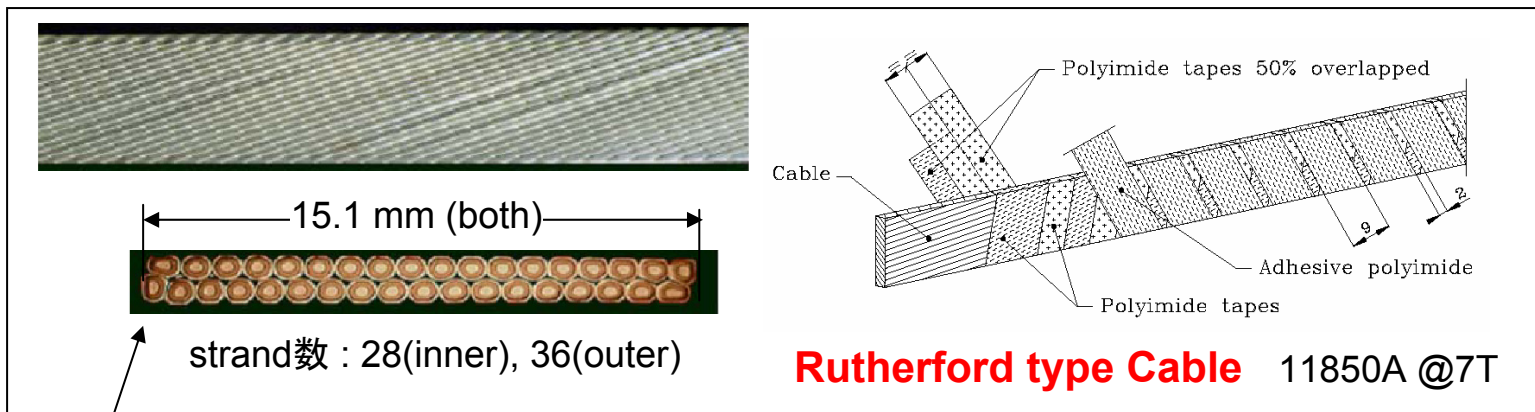 15.1 mm (both)
strand数 : 28(inner), 36(outer)
Polyimide tapes 50% overlapped
Cable
2
9
Adhesive polyimide
Polyimide tapes
Rutherford type Cable 11850A @7T